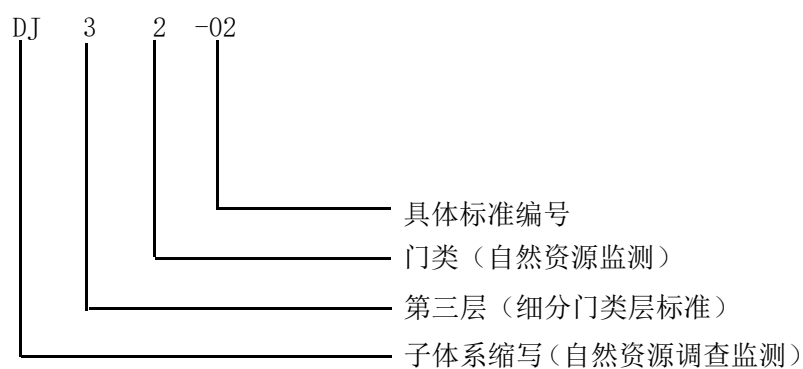 DJ 3 2 -02
具体标准编号
门类（自然资源监测）
第三层（细分门类层标准）
子体系缩写（自然资源调查监测）